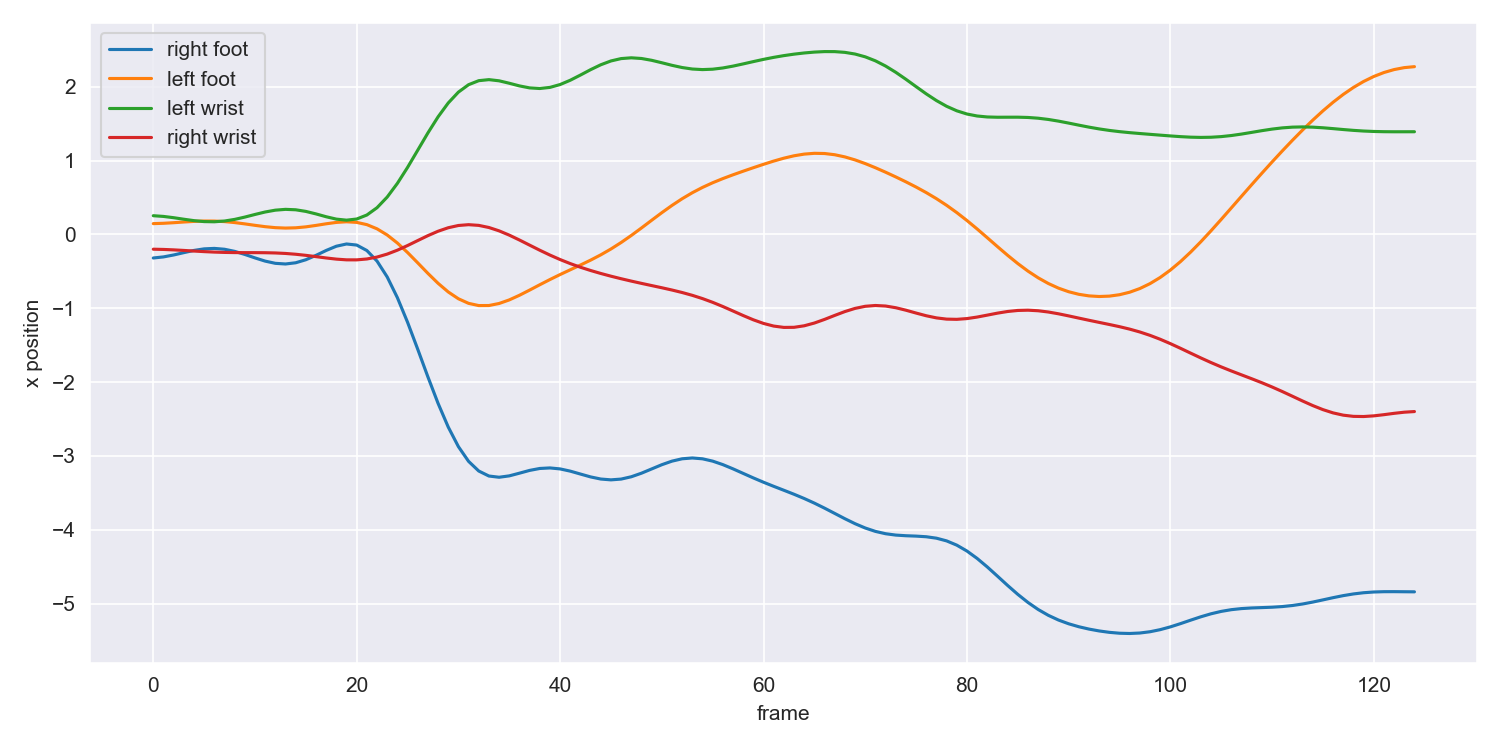 right foot
left foot
left wrist
right wrist
2
1
0
−1
−2
−3
−4
−5
x position
0 20 40 60 80 100 120
frame